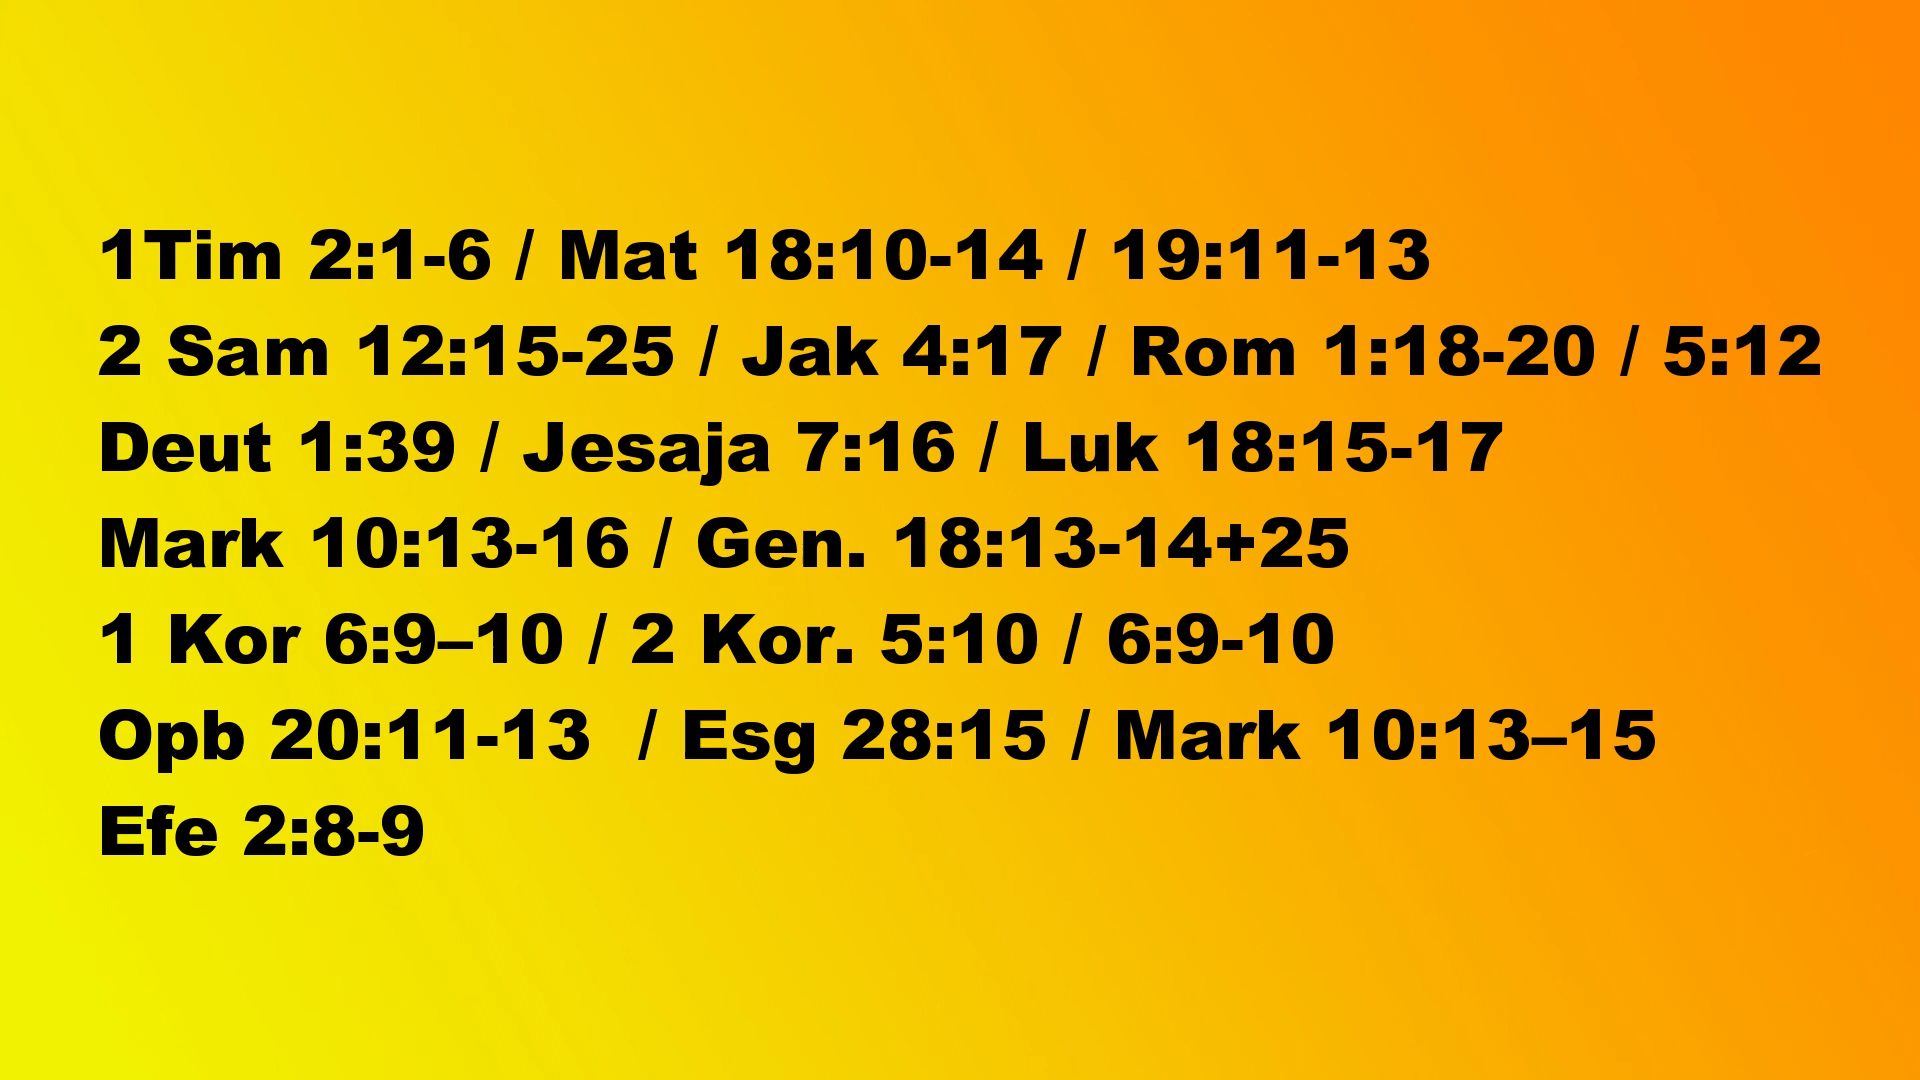 1Tim 2:1-6 / Mat 18:10-14 / 19:11-13
2 Sam 12:15-25 / Jak 4:17 / Rom 1:18-20 / 5:12
Deut 1:39 / Jesaja 7:16 / Luk 18:15-17
Mark 10:13-16 / Gen. 18:13-14+25
1 Kor 6:9–10 / 2 Kor. 5:10 / 6:9-10
Opb 20:11-13  / Esg 28:15 / Mark 10:13–15
Efe 2:8-9